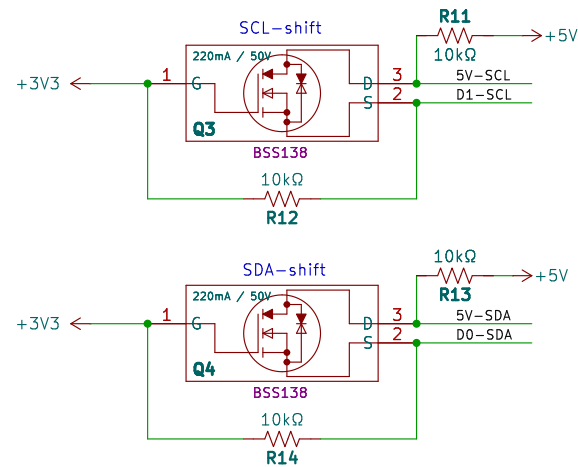 SCL-shift
R11
+5V
10kΩ
220mA / 50V
+3V3
1
G
D
3
5V-SCL
S
2
D1-SCL
Q3
BSS138
10kΩ
R12
SDA-shift
10kΩ
+5V
R13
220mA / 50V
+3V3
1
G
D
3
5V-SDA
S
2
D0-SDA
Q4
BSS138
10kΩ
R14